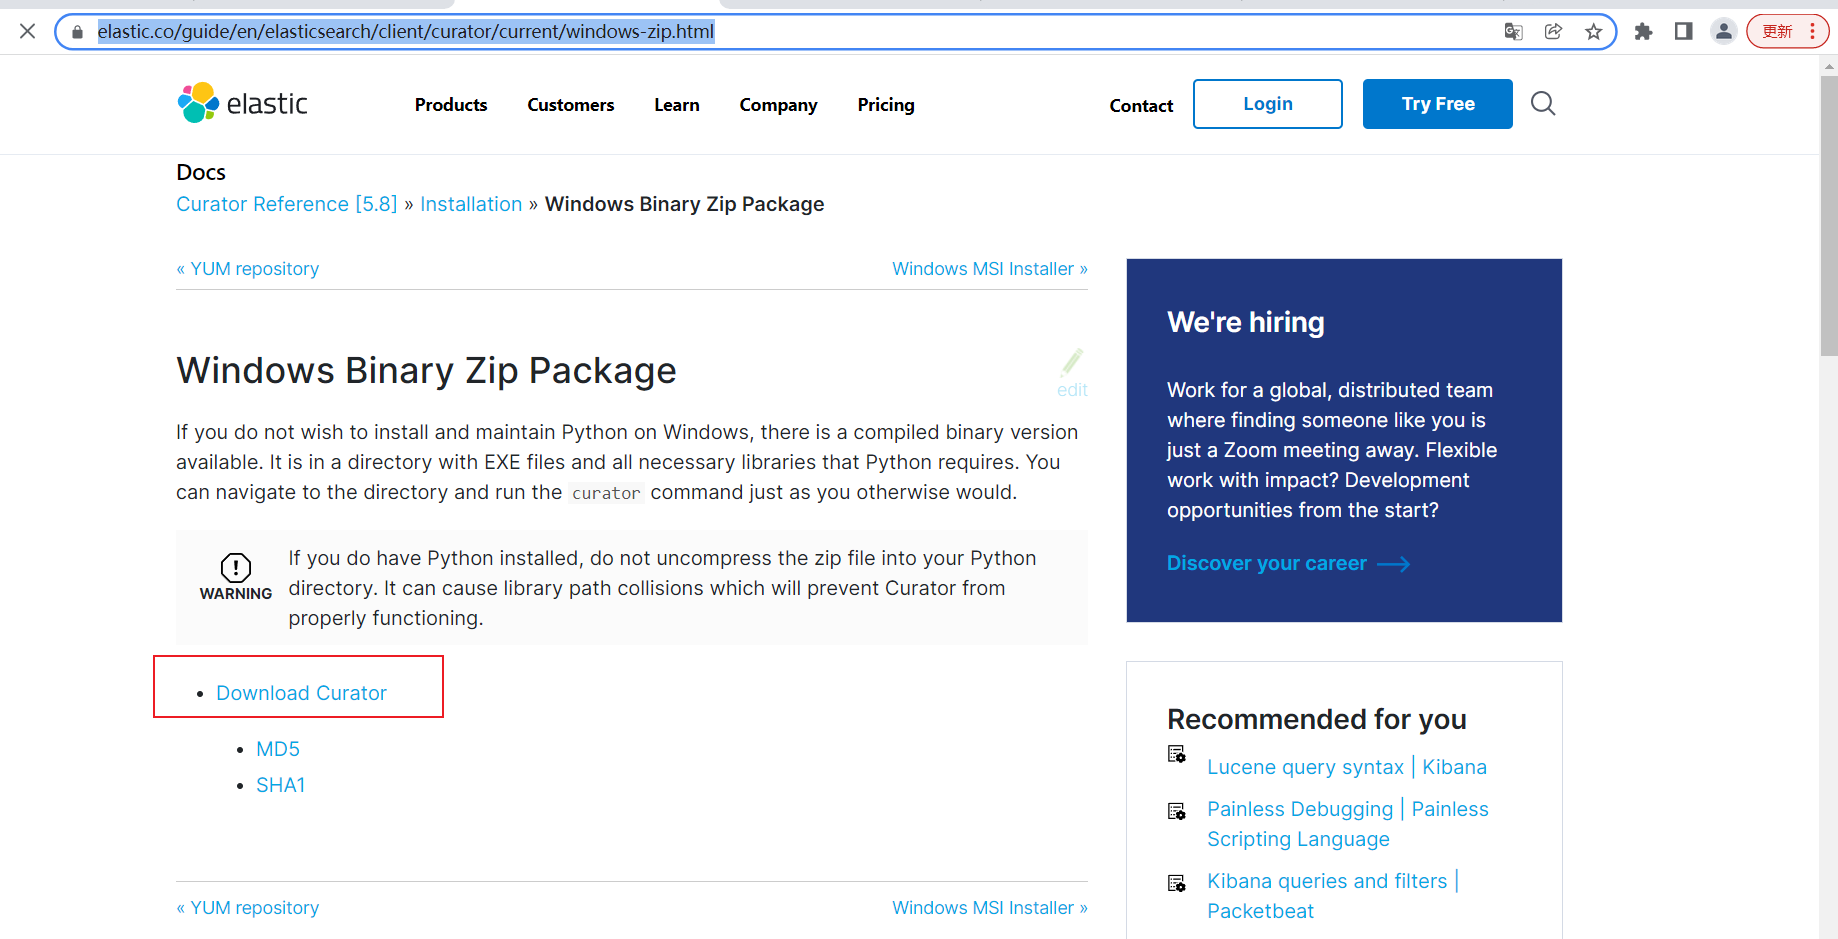 elastic.co/guide/en/elasticsearch/client/curator/current/windows-zip.html
更新
elastic
Products
Customers
Learn
Company
Pricing
Contact
Login
Try Free
Docs
Curator Reference [5.8] » Installation » Windows Binary Zip Package
« YUM repository
Windows MSI Installer »
Windows Binary Zip Package
edit
If you do not wish to install and maintain Python on Windows, there is a compiled binary version
available. It is in a directory with EXE files and all necessary libraries that Python requires. You
can navigate to the directory and run the curator command just as you otherwise would.
WARNING
If you do have Python installed, do not uncompress the zip file into your Python
directory. It can cause library path collisions which will prevent Curator from
properly functioning.
• Download Curator
• MD5
• SHA1
« YUM repository
Windows MSI Installer »
We're hiring
Work for a global, distributed team
where finding someone like you is
just a Zoom meeting away. Flexible
work with impact? Development
opportunities from the start?
Discover your career
Recommended for you
Lucene query syntax | Kibana
Painless Debugging | Painless
Scripting Language
Kibana queries and filters |
Packetbeat